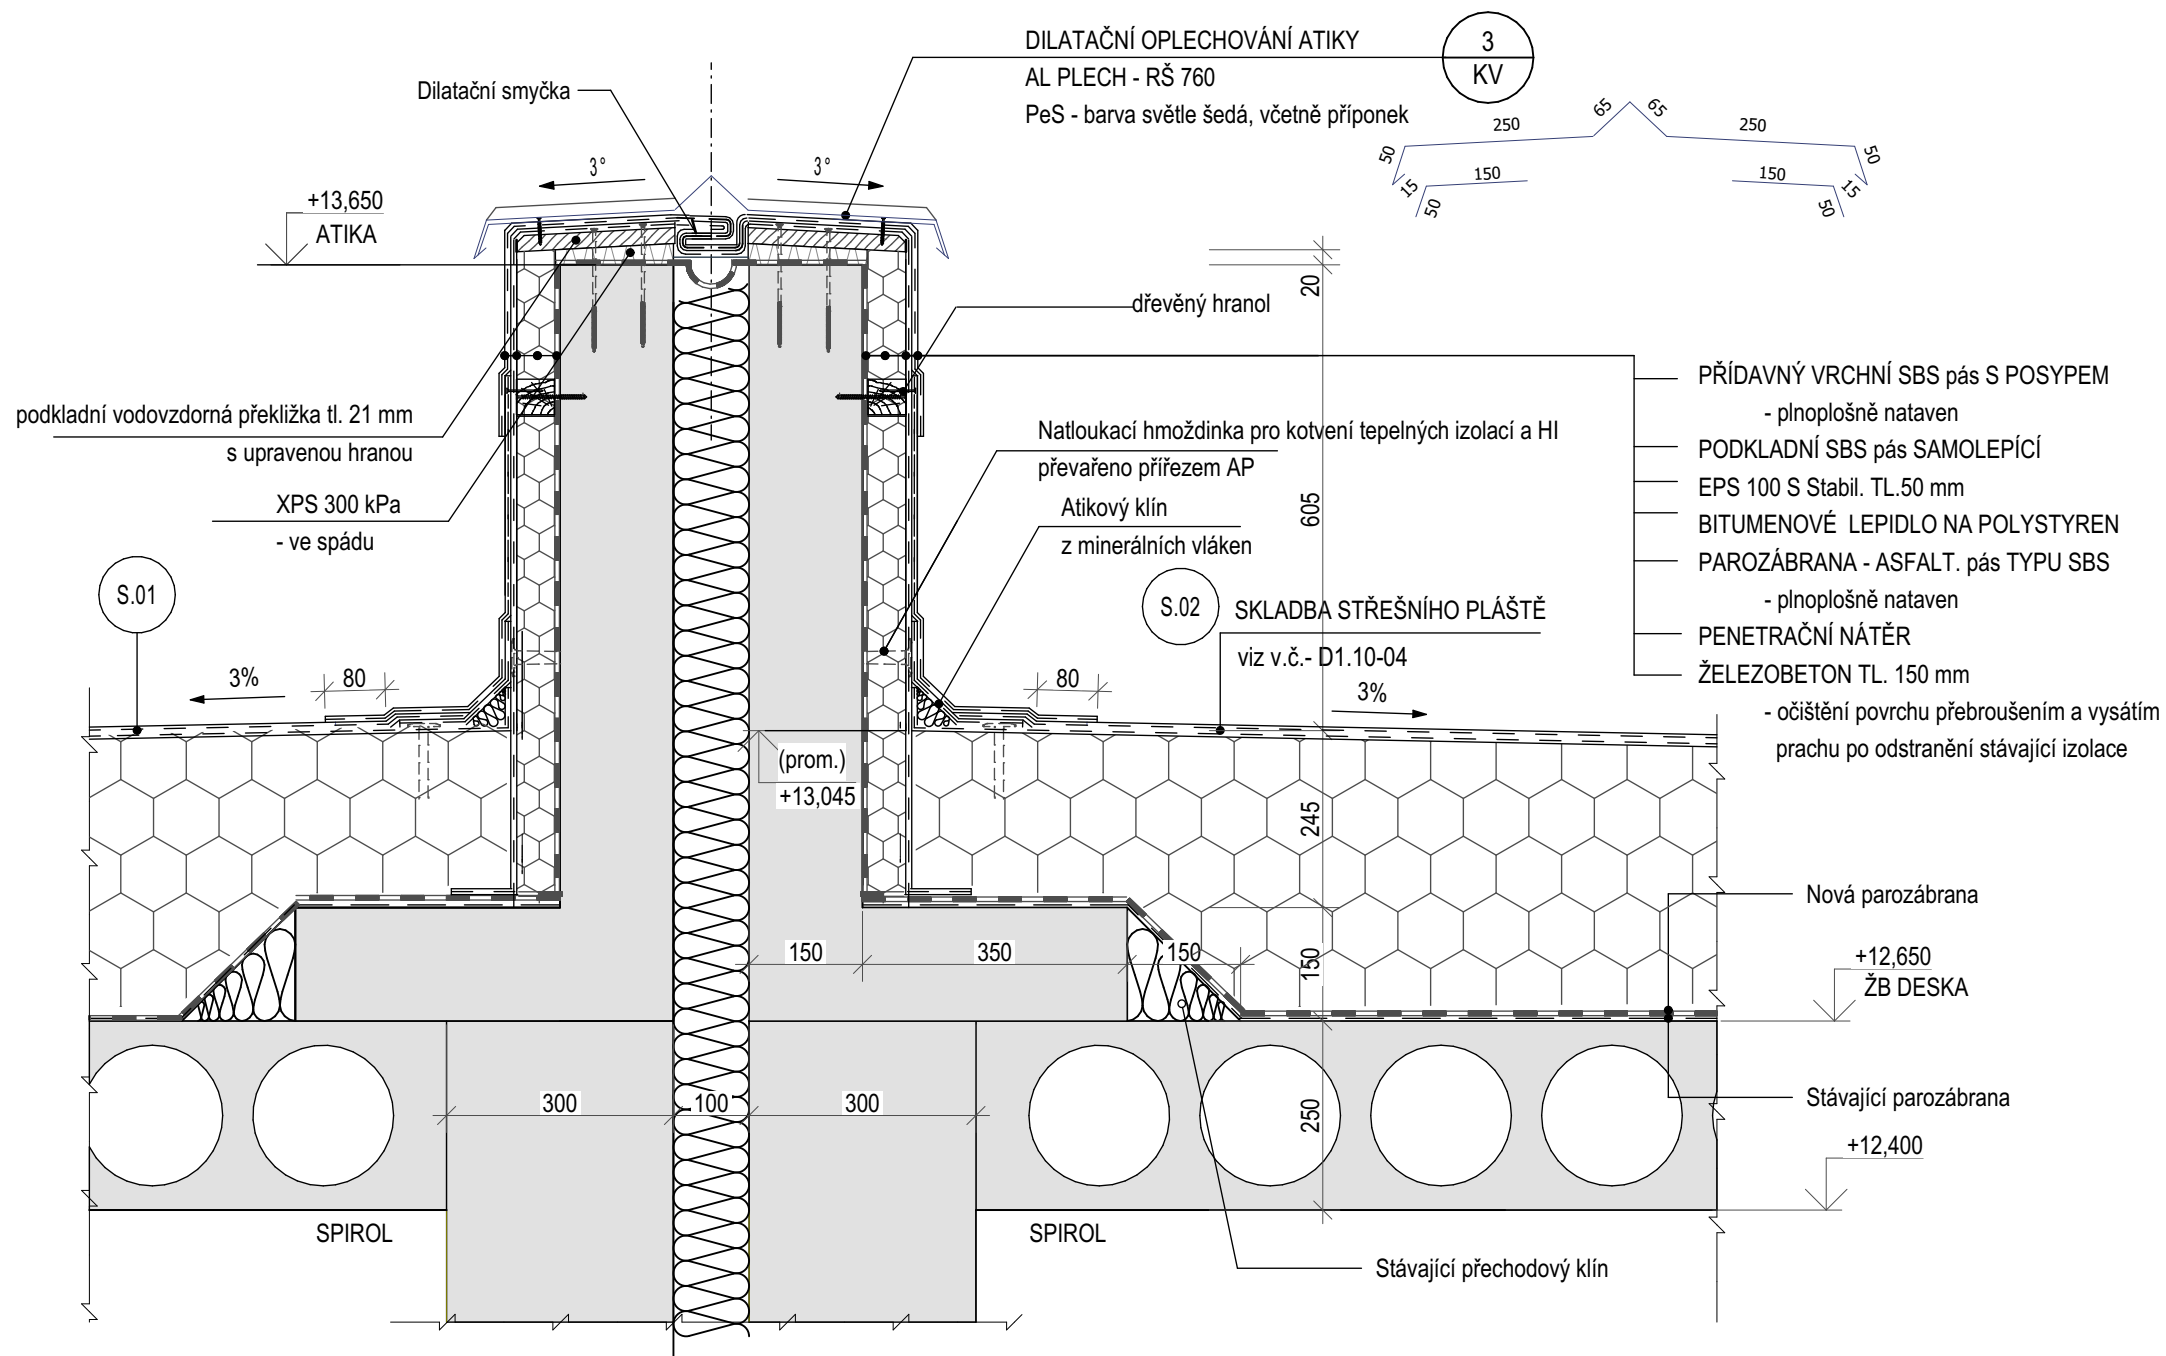 DILATAČNÍ OPLECHOVÁNÍ ATIKY
AL PLECH - RŠ 760
PeS - barva světle šedá, včetně příponek
3
KV
Dilatační smyčka
65
65
250
250
50
50
150
150
15
15
50
50
3°
3°
+13,650
ATIKA
20
dřevěný hranol
podkladní vodovzdorná překližka tl. 21 mm
s upravenou hranou
XPS 300 kPa
- ve spádu
Natloukací hmoždinka pro kotvení tepelných izolací a HI
převařeno přířezem AP
Atikový klín
z minerálních vláken
605
PŘÍDAVNÝ VRCHNÍ SBS pás S POSYPEM
- plnoplošně nataven
PODKLADNÍ SBS pás SAMOLEPÍCÍ
EPS 100 S Stabil. TL.50 mm
BITUMENOVÉ LEPIDLO NA POLYSTYREN
PAROZÁBRANA - ASFALT. pás TYPU SBS
- plnoplošně nataven
PENETRAČNÍ NÁTĚR
ŽELEZOBETON TL. 150 mm
- očištění povrchu přebroušením a vysátím
prachu po odstranění stávající izolace
S.01
S.02
SKLADBA STŘEŠNÍHO PLÁŠTĚ
viz v.č.- D1.10-04
3%
80
80
3%
(prom.)
+13,045
245
Nová parozábrana
150
350
150
150
+12,650
ŽB DESKA
300
100
300
250
Stávající parozábrana
+12,400
SPIROL
SPIROL
Stávající přechodový klín